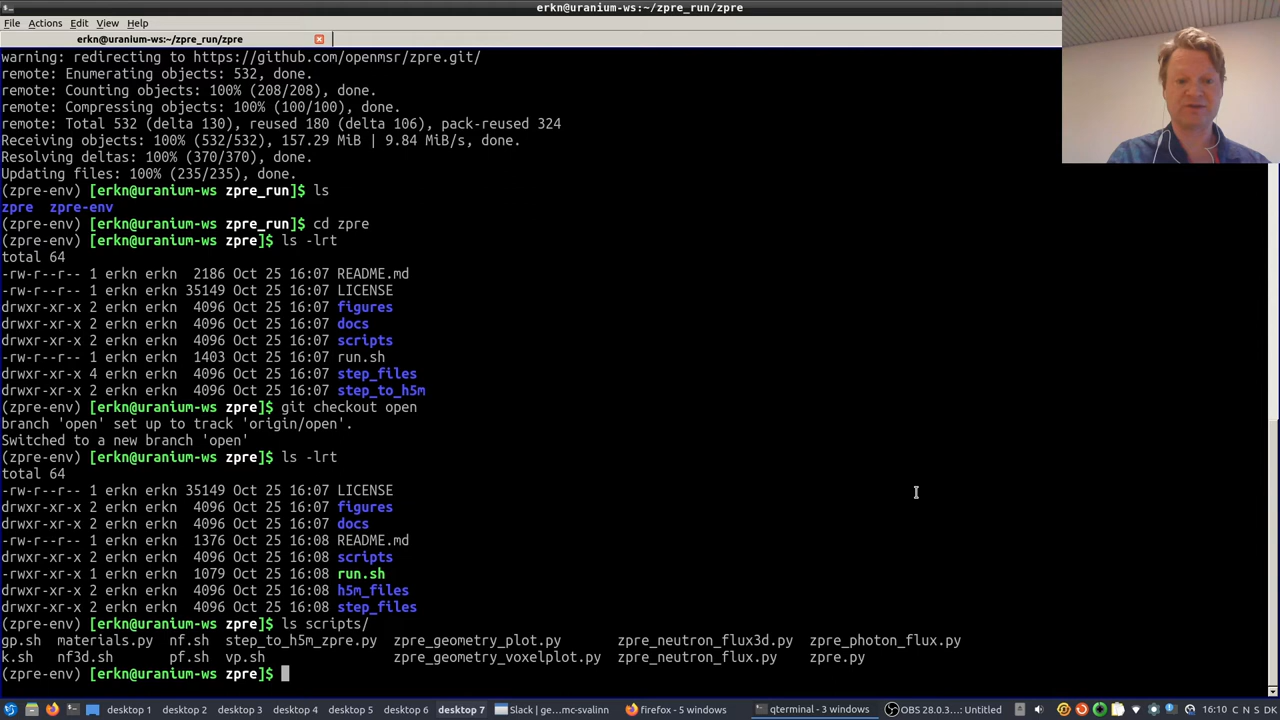 erkn@uranium-ws:~/zpre_run/zpre
File Actions Edit View Help
erkn@uranium-ws:~/zpre_run/zpre
warning: redirecting to https://github.com/openmsr/zpre.git/
remote: Enumerating objects: 532, done.
remote: Counting objects: 100% (208/208), done.
remote: Compressing objects: 100% (100/100), done.
remote: Total 532 (delta 130), reused 180 (delta 106), pack-reused 324
Receiving objects: 100% (532/532), 157.29 MiB | 9.84 MiB/s, done.
Resolving deltas: 100% (370/370), done.
Updating files: 100% (235/235), done.
(zpre-env) [erkn@uranium-ws zpre_run]$ ls
zpre  zpre-env
(zpre-env) [erkn@uranium-ws zpre_run]$ cd zpre
(zpre-env) [erkn@uranium-ws zpre]$ ls -lrt
total 64
-rw-r--r-- 1 erkn erkn  2186 Oct 25 16:07 README.md
-rw-r--r-- 1 erkn erkn 35149 Oct 25 16:07 LICENSE
drwxr-xr-x 2 erkn erkn  4096 Oct 25 16:07 figures
drwxr-xr-x 2 erkn erkn  4096 Oct 25 16:07 docs
drwxr-xr-x 2 erkn erkn  4096 Oct 25 16:07 scripts
-rw-r--r-- 1 erkn erkn  1403 Oct 25 16:07 run.sh
drwxr-xr-x 4 erkn erkn  4096 Oct 25 16:07 step_files
drwxr-xr-x 2 erkn erkn  4096 Oct 25 16:07 step_to_h5m
(zpre-env) [erkn@uranium-ws zpre]$ git checkout open
branch 'open' set up to track 'origin/open'.
Switched to a new branch 'open'
(zpre-env) [erkn@uranium-ws zpre]$ ls -lrt
total 64
-rw-r--r-- 1 erkn erkn 35149 Oct 25 16:07 LICENSE
drwxr-xr-x 2 erkn erkn  4096 Oct 25 16:07 figures
drwxr-xr-x 2 erkn erkn  4096 Oct 25 16:07 docs
-rw-r--r-- 1 erkn erkn  1376 Oct 25 16:08 README.md
drwxr-xr-x 2 erkn erkn  4096 Oct 25 16:08 scripts
-rwxr-xr-x 1 erkn erkn  1079 Oct 25 16:08 run.sh
drwxr-xr-x 2 erkn erkn  4096 Oct 25 16:08 h5m_files
drwxr-xr-x 2 erkn erkn  4096 Oct 25 16:08 step_files
(zpre-env) [erkn@uranium-ws zpre]$ ls scripts/
gp.sh  materials.py  nf.sh  step_to_h5m_zpre.py  zpre_geometry_plot.py  zpre_neutron_flux3d.py  zpre_photon_flux.py
k.sh  nf3d.sh  pf.sh  vp.sh  zpre_geometry_voxelplot.py  zpre_neutron_flux.py  zpre.py
(zpre-env) [erkn@uranium-ws zpre]$
desktop 1 desktop 2 desktop 3 desktop 4 desktop 5 desktop 6 desktop 7 Slack | ge...mc-svalinn firefox - 5 windows qterminal - 3 windows OBS 28.0.3...: Untitled 16:10 C N S DK